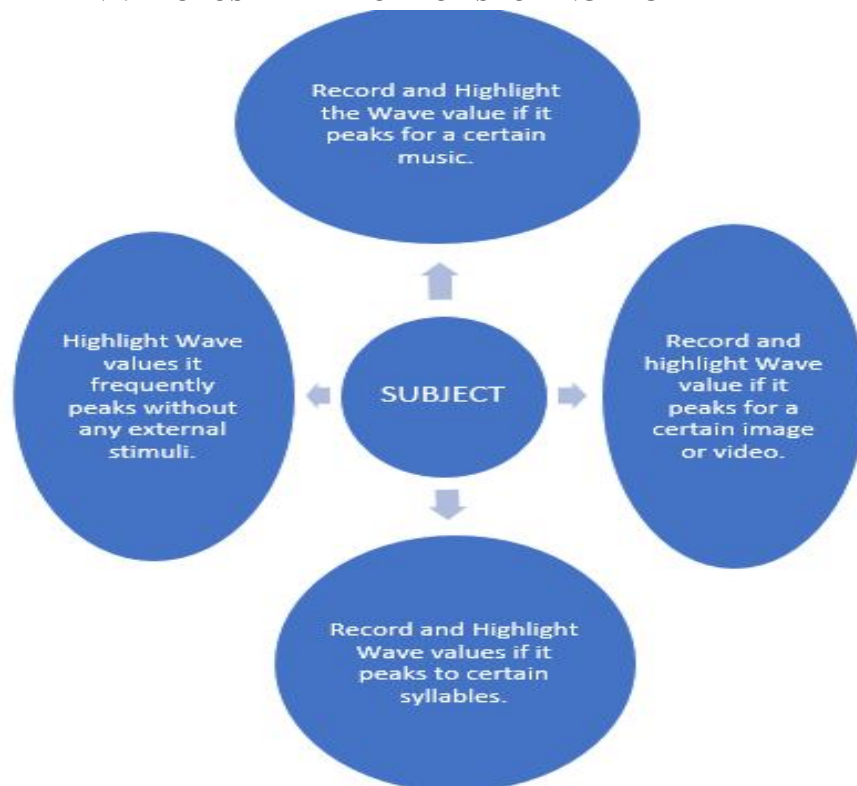 Record and Highlight
the Wave value if it
peaks for a certain
music.
Highlight Wave
values it
frequently
peaks without
any external
stimuli.
SUBJECT
Record and
highlight Wave
value if it
peaks for a
certain image
or video.
Record and Highlight
Wave values if it
peaks to certain
syllables.